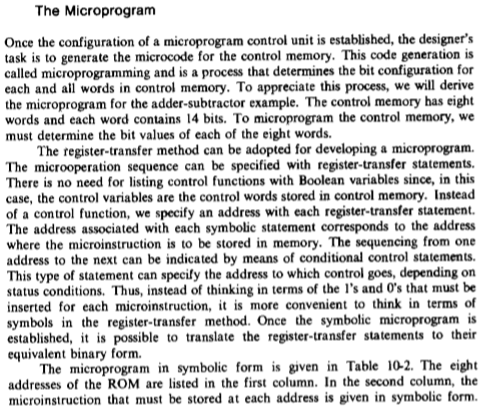 The Microprogram
Once the configuration of a microprogram control unit is established, the designer's
task is to generate the microcode for the control memory. This code generation is
called microprogramming and is a process that determines the bit configuration for
each and all words in control memory. To appreciate this process, we will derive
the microprogram for the adder-subtractor example. The control memory has eight
words and each word contains 14 bits. To microprogram the control memory, we
must determine the bit values of each of the eight words.
The register-transfer method can be adopted for developing a microprogram.
The microoperation sequence can be specified with register-transfer statements.
There is no need for listing control functions with Boolean variables since, in this
case, the control variables are the control words stored in control memory. Instead
of a control function, we specify an address with each register-transfer statement.
The address associated with each symbolic statement corresponds to the address
where the microinstruction is to be stored in memory. The sequencing from one
address to the next can be indicated by means of conditional control statements.
This type of statement can specify the address to which control goes, depending on
status conditions. Thus, instead of thinking in terms of the 1's and 0's that must be
inserted for each microinstruction, it is more convenient to think in terms of
symbols in the register-transfer method. Once the symbolic microprogram is
established, it is possible to translate the register-transfer statements to their
equivalent binary form.
The microprogram in symbolic form is given in Table 10-2. The eight
addresses of the ROM are listed in the first column. In the second column, the
microinstruction that must be stored at each address is given in symbolic form.